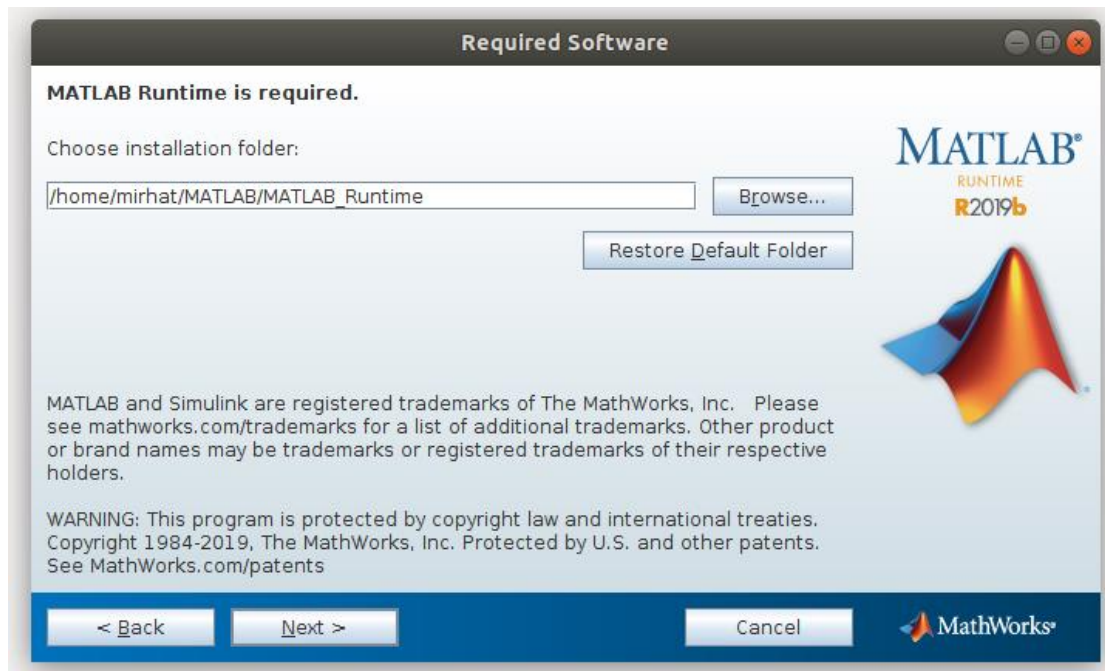 Required Software
MATLAB Runtime is required.
Choose installation folder:
/home/mirhat/MATLAB/MATLAB_Runtime
Browse...
Restore Default Folder
MATLAB®
RUNTIME
R2019b
MATLAB and Simulink are registered trademarks of The MathWorks, Inc.   Please
see mathworks.com/trademarks for a list of additional trademarks. Other product
or brand names may be trademarks or registered trademarks of their respective
holders.
WARNING: This program is protected by copyright law and international treaties.
Copyright 1984-2019, The MathWorks, Inc. Protected by U.S. and other patents.
See MathWorks.com/patents
< Back
Next >
Cancel
MathWorks®